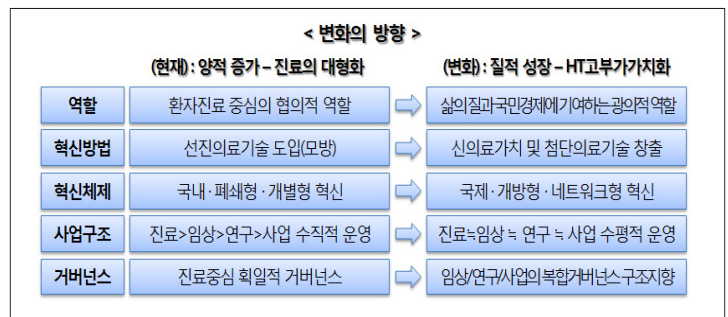 < 변화의 방향 >
(현재) : 양적 증가 – 진료의 대형화 (변화) : 질적 성장 – HT고부가가치화
역할 환자진료 중심의 협의적 역할 삶의 질과 국민경제에 기여하는 광의적 역할
혁신방법 선진의료기술 도입(모방) 신의료가치 및 첨단의료기술 창출
혁신체제 국내·폐쇄형·개별형 혁신 국제·개방형·네트워크형 혁신
사업구조 진료>임상>연구>사업 수직적 운영 진료≒임상 ≒ 연구 ≒ 사업 수평적 운영
거버넌스 진료중심 획일적 거버넌스 임상/연구/사업의 복합거버넌스 구조지향